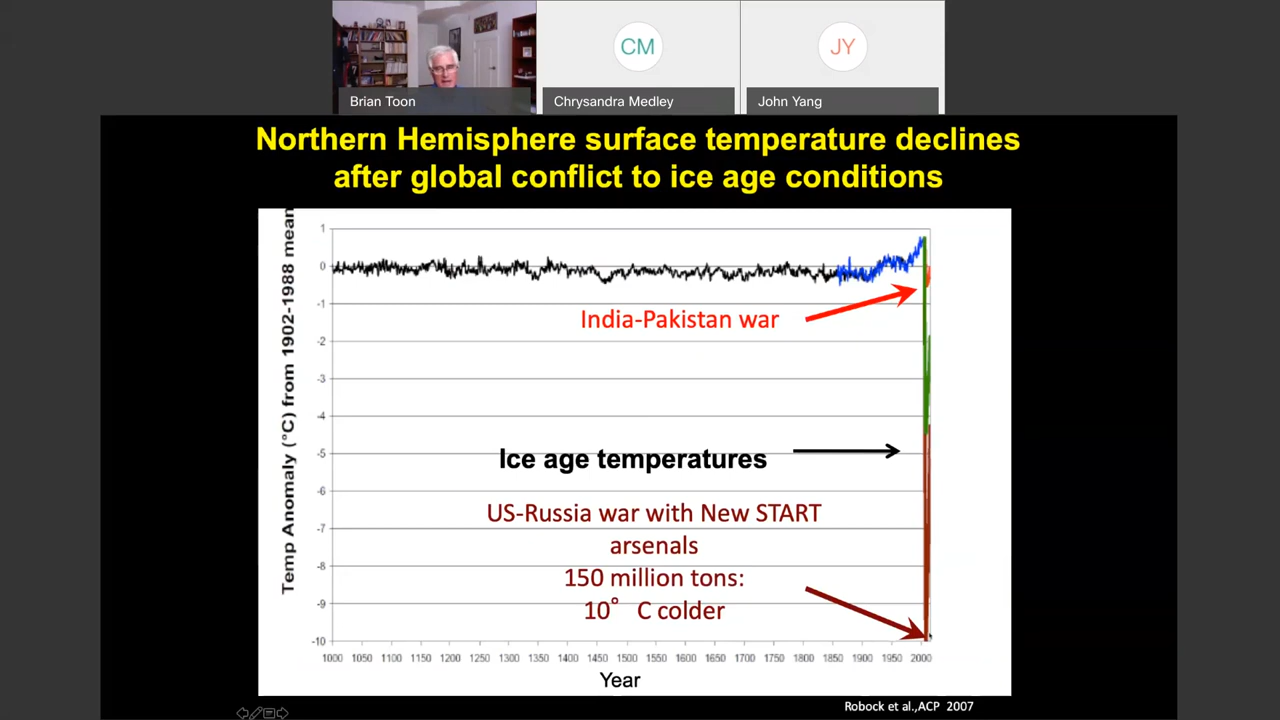 Brian Toon
CM
Chrysandra Medley
JY
John Yang
Northern Hemisphere surface temperature declines
after global conflict to ice age conditions
Temp Anomaly (°C) from 1902-1988 mean
1
0
-1
-2
-3
-4
-5
-6
-7
-8
-9
-10
India-Pakistan war
Ice age temperatures
US-Russia war with New START
arsenals
150 million tons:
10° C colder
1000 1050 1100 1150 1200 1250 1300 1350 1400 1450 1500 1550 1600 1650 1700 1750 1800 1850 1900 1950 2000
Year
Robock et al.,ACP 2007